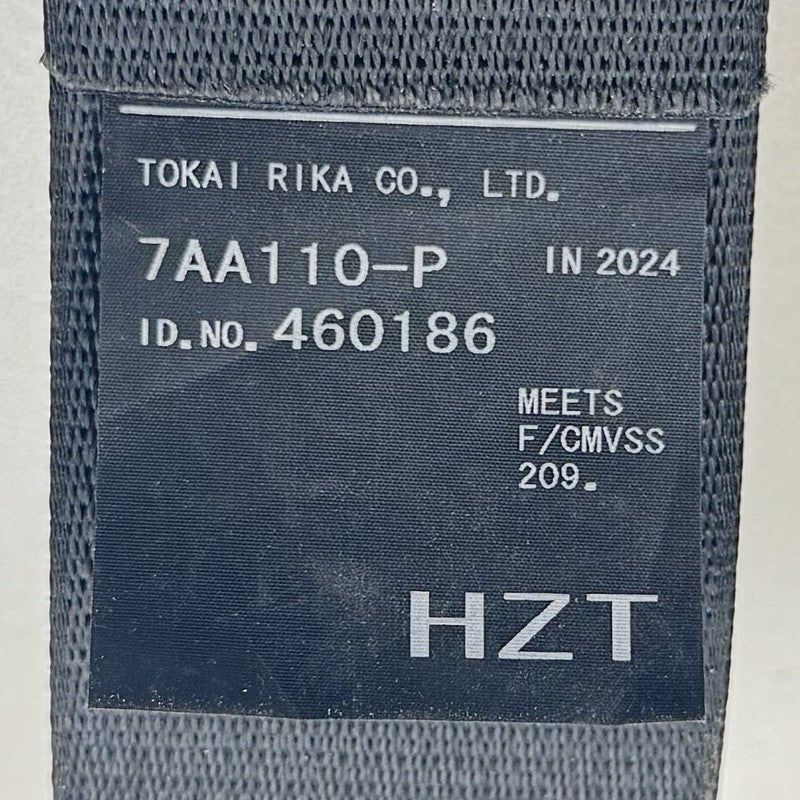 TOKAI RIKA CO., LTD.
7AA110-P IN 2024
ID.NO. 460186
MEETS
F/CMVSS
209.
HZT